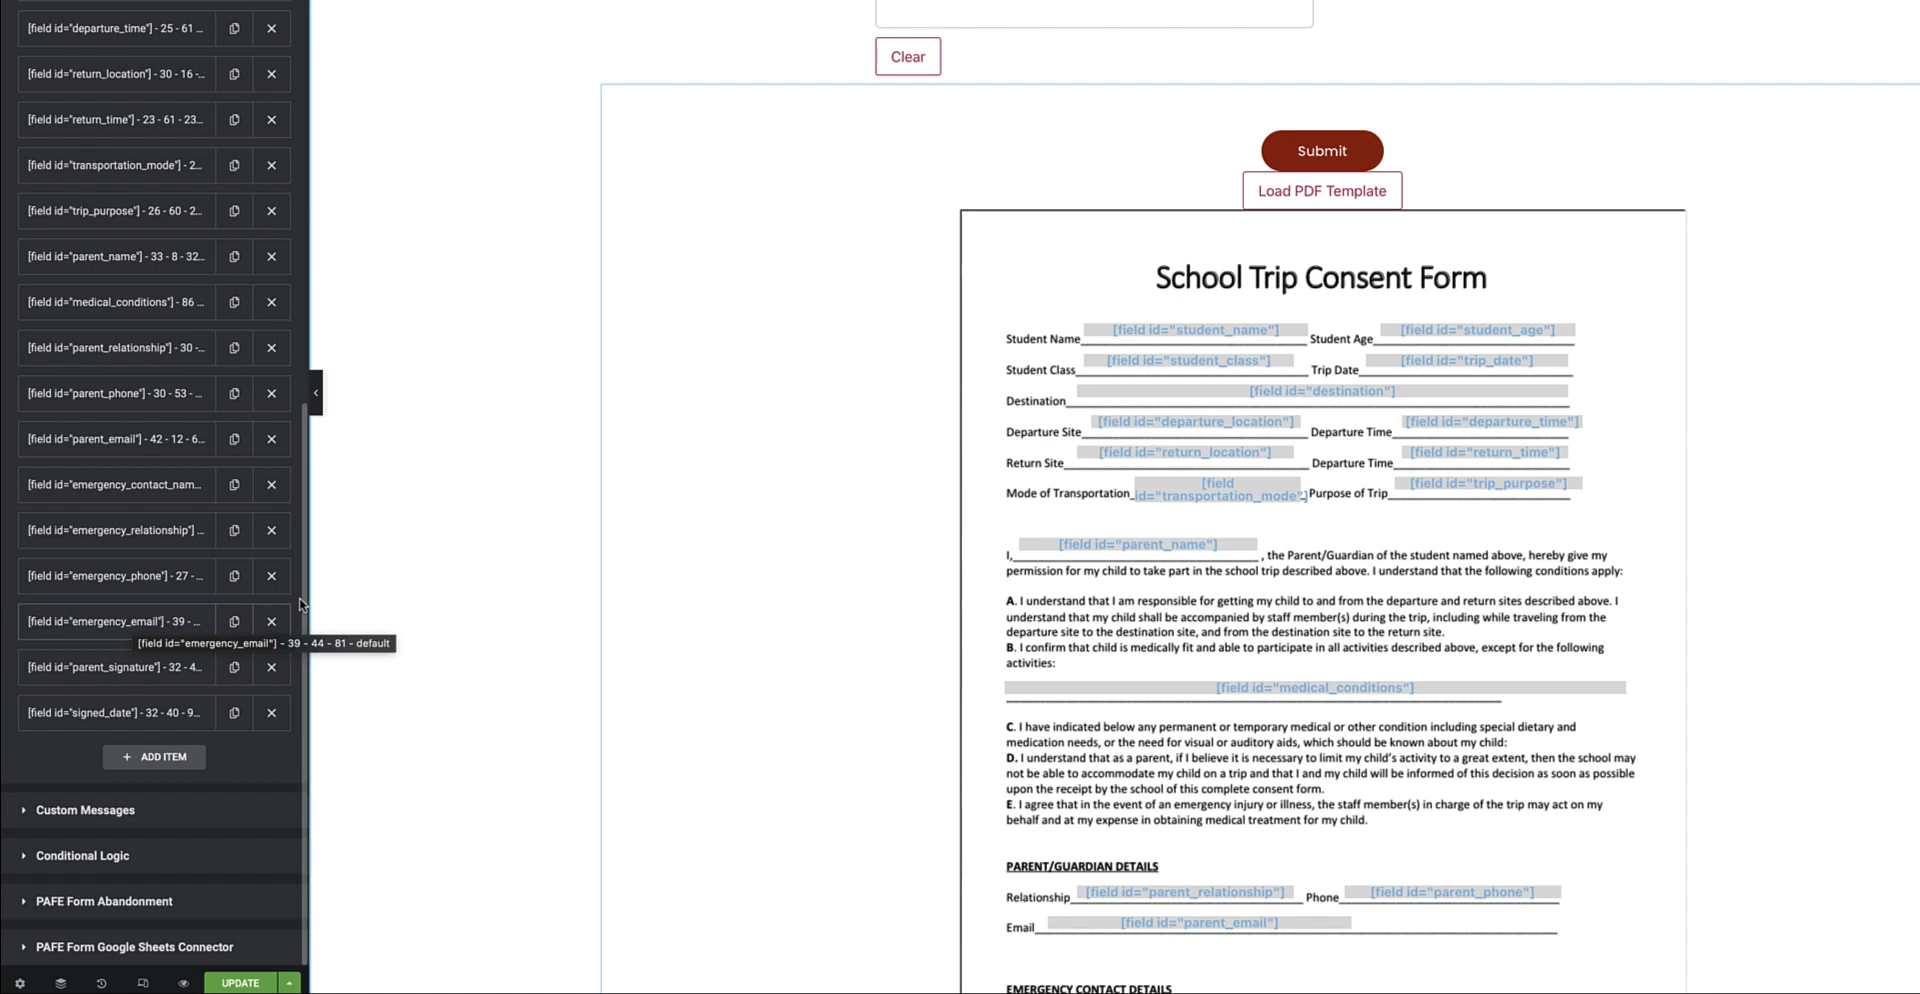 [field id="departure_time"] - 25 - 61 ...
[field id="return_location"] - 30 - 16 -...
[field id="return_time"] - 23 - 61 - 23...
[field id="transportation_mode"] - 2...
[field id="trip_purpose"] - 26 - 60 - 2...
[field id="parent_name"] - 33 - 8 - 32...
[field id="medical_conditions"] - 86 ...
[field id="parent_relationship"] - 30 -...
[field id="parent_phone"] - 30 - 53 - ...
[field id="parent_email"] - 42 - 12 - 6...
[field id="emergency_contact_nam...
[field id="emergency_relationship"] ...
[field id="emergency_phone"] - 27 - ...
[field id="emergency_email"] - 39 - ...
[field id="emergency_email"] - 39 - 44 - 81 - default
[field id="parent_signature"] - 32 - 4...
[field id="signed_date"] - 32 - 40 - 9...
+ ADD ITEM
Custom Messages
Conditional Logic
PAFE Form Abandonment
PAFE Form Google Sheets Connector
UPDATE
Clear
Submit
Load PDF Template
School Trip Consent Form
Student Name [field id="student_name"] Student Age [field id="student_age"]
Student Class [field id="student_class"] Trip Date [field id="trip_date"]
Destination [field id="destination"]
Departure Site [field id="departure_location"] Departure Time [field id="departure_time"]
Return Site [field id="return_location"] Departure Time [field id="return_time"]
Mode of Transportation [field id="transportation_mode"] Purpose of Trip [field id="trip_purpose"]
I, [field id="parent_name"] , the Parent/Guardian of the student named above, hereby give my
permission for my child to take part in the school trip described above. I understand that the following conditions apply:
A. I understand that I am responsible for getting my child to and from the departure and return sites described above. I
understand that my child shall be accompanied by staff member(s) during the trip, including while traveling from the
departure site to the destination site, and from the destination site to the return site.
B. I confirm that child is medically fit and able to participate in all activities described above, except for the following
activities:
[field id="medical_conditions"]
C. I have indicated below any permanent or temporary medical or other condition including special dietary and
medication needs, or the need for visual or auditory aids, which should be known about my child:
D. I understand that as a parent, if I believe it is necessary to limit my child's activity to a great extent, then the school may
not be able to accommodate my child on a trip and that I and my child will be informed of this decision as soon as possible
upon the receipt by the school of this complete consent form.
E. I agree that in the event of an emergency injury or illness, the staff member(s) in charge of the trip may act on my
behalf and at my expense in obtaining medical treatment for my child.
PARENT/GUARDIAN DETAILS
Relationship [field id="parent_relationship"] Phone [field id="parent_phone"]
Email [field id="parent_email"]
EMERGENCY CONTACT DETAILS